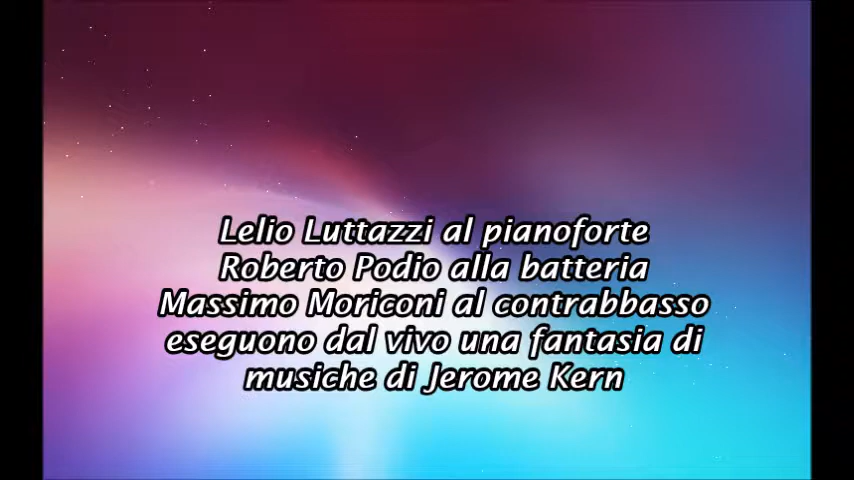 Lelio Luttazzi al pianoforte
Roberto Podio alla batteria
Massimo Moriconi al contrabbasso
eseguono dal vivo una fantasia di
musiche di Jerome Kern